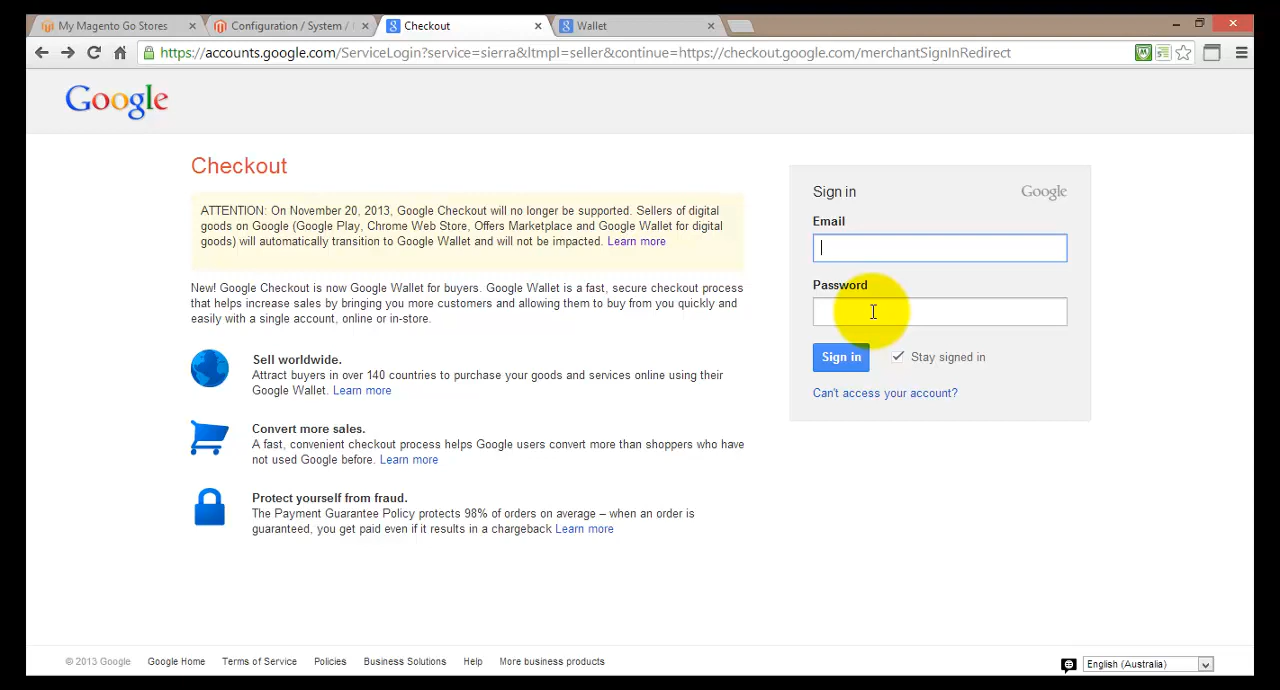 My Magento Go Stores
Configuration / System /
Checkout
Wallet
https://accounts.google.com/ServiceLogin?service=sierra&ltmpl=seller&continue=https://checkout.google.com/merchantSignInRedirect
Google
Checkout
ATTENTION: On November 20, 2013, Google Checkout will no longer be supported. Sellers of digital
goods on Google (Google Play, Chrome Web Store, Offers Marketplace and Google Wallet for digital
goods) will automatically transition to Google Wallet and will not be impacted. Learn more
New! Google Checkout is now Google Wallet for buyers. Google Wallet is a fast, secure checkout process
that helps increase sales by bringing you more customers and allowing them to buy from you quickly and
easily with a single account, online or in-store.
Sell worldwide.
Attract buyers in over 140 countries to purchase your goods and services online using their
Google Wallet. Learn more
Convert more sales.
A fast, convenient checkout process helps Google users convert more than shoppers who have
not used Google before. Learn more
Protect yourself from fraud.
The Payment Guarantee Policy protects 98% of orders on average – when an order is
guaranteed, you get paid even if it results in a chargeback Learn more
Sign in Google
Email
Password
Sign in Stay signed in
Can't access your account?
© 2013 Google Google Home Terms of Service Policies Business Solutions Help More business products
English (Australia)